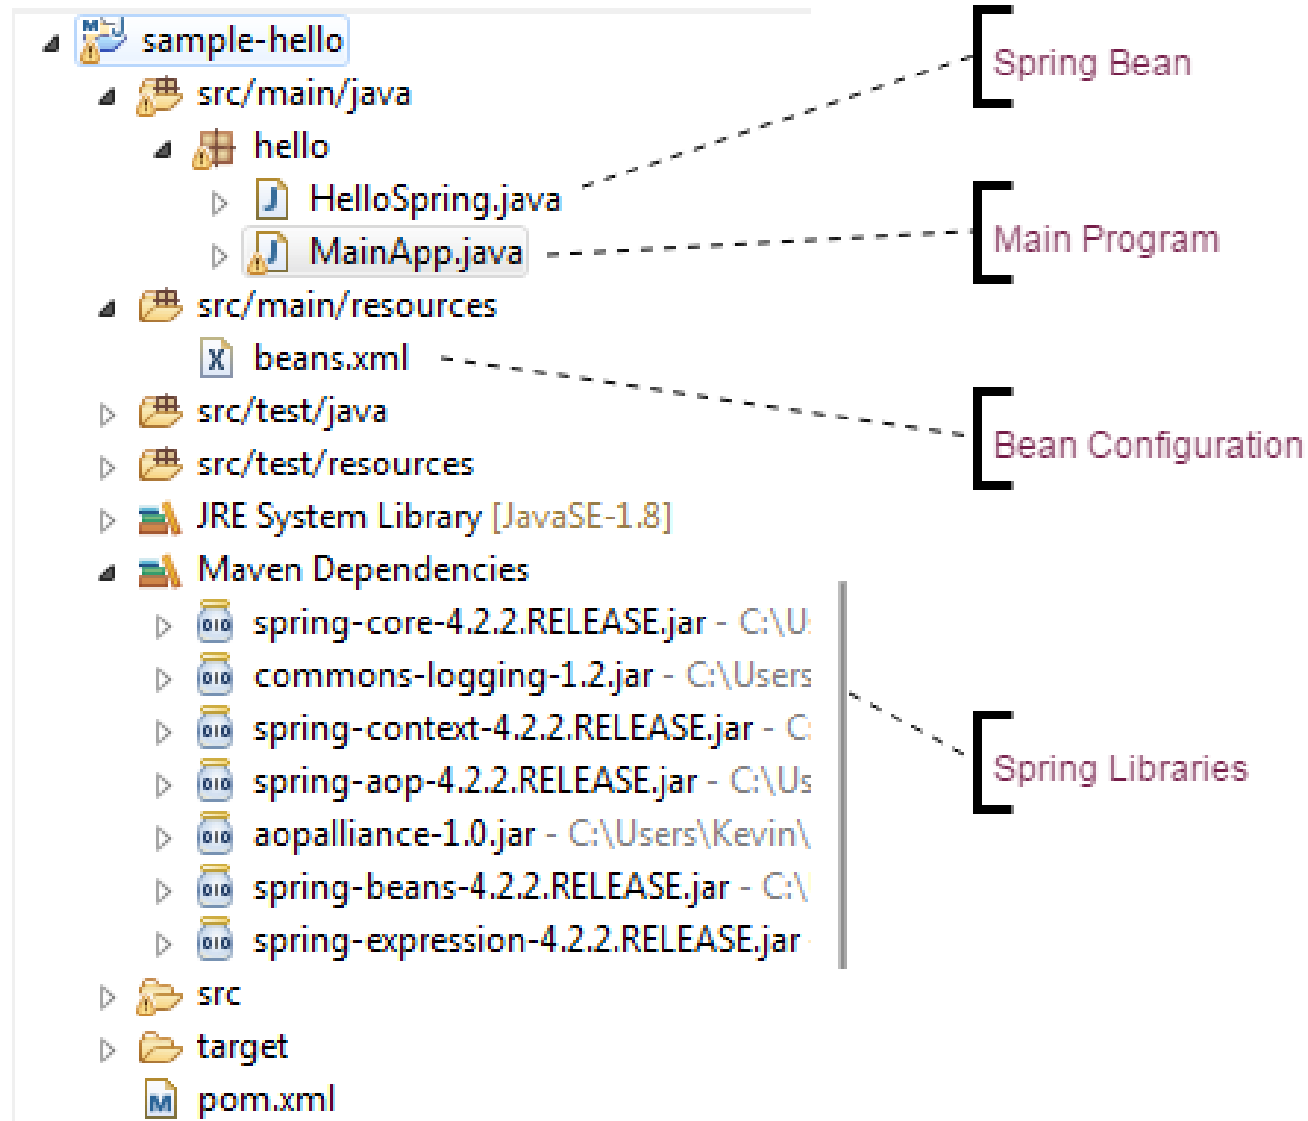 sample-hello
src/main/java
hello
HelloSpring.java
MainApp.java
src/main/resources
beans.xml
src/test/java
src/test/resources
JRE System Library [JavaSE-1.8]
Maven Dependencies
spring-core-4.2.2.RELEASE.jar - C:\U
commons-logging-1.2.jar - C:\Users
spring-context-4.2.2.RELEASE.jar - C:
spring-aop-4.2.2.RELEASE.jar - C:\Us
aopalliance-1.0.jar - C:\Users\Kevin\
spring-beans-4.2.2.RELEASE.jar - C:\
spring-expression-4.2.2.RELEASE.jar
src
target
pom.xml
Spring Bean
Main Program
Bean Configuration
Spring Libraries